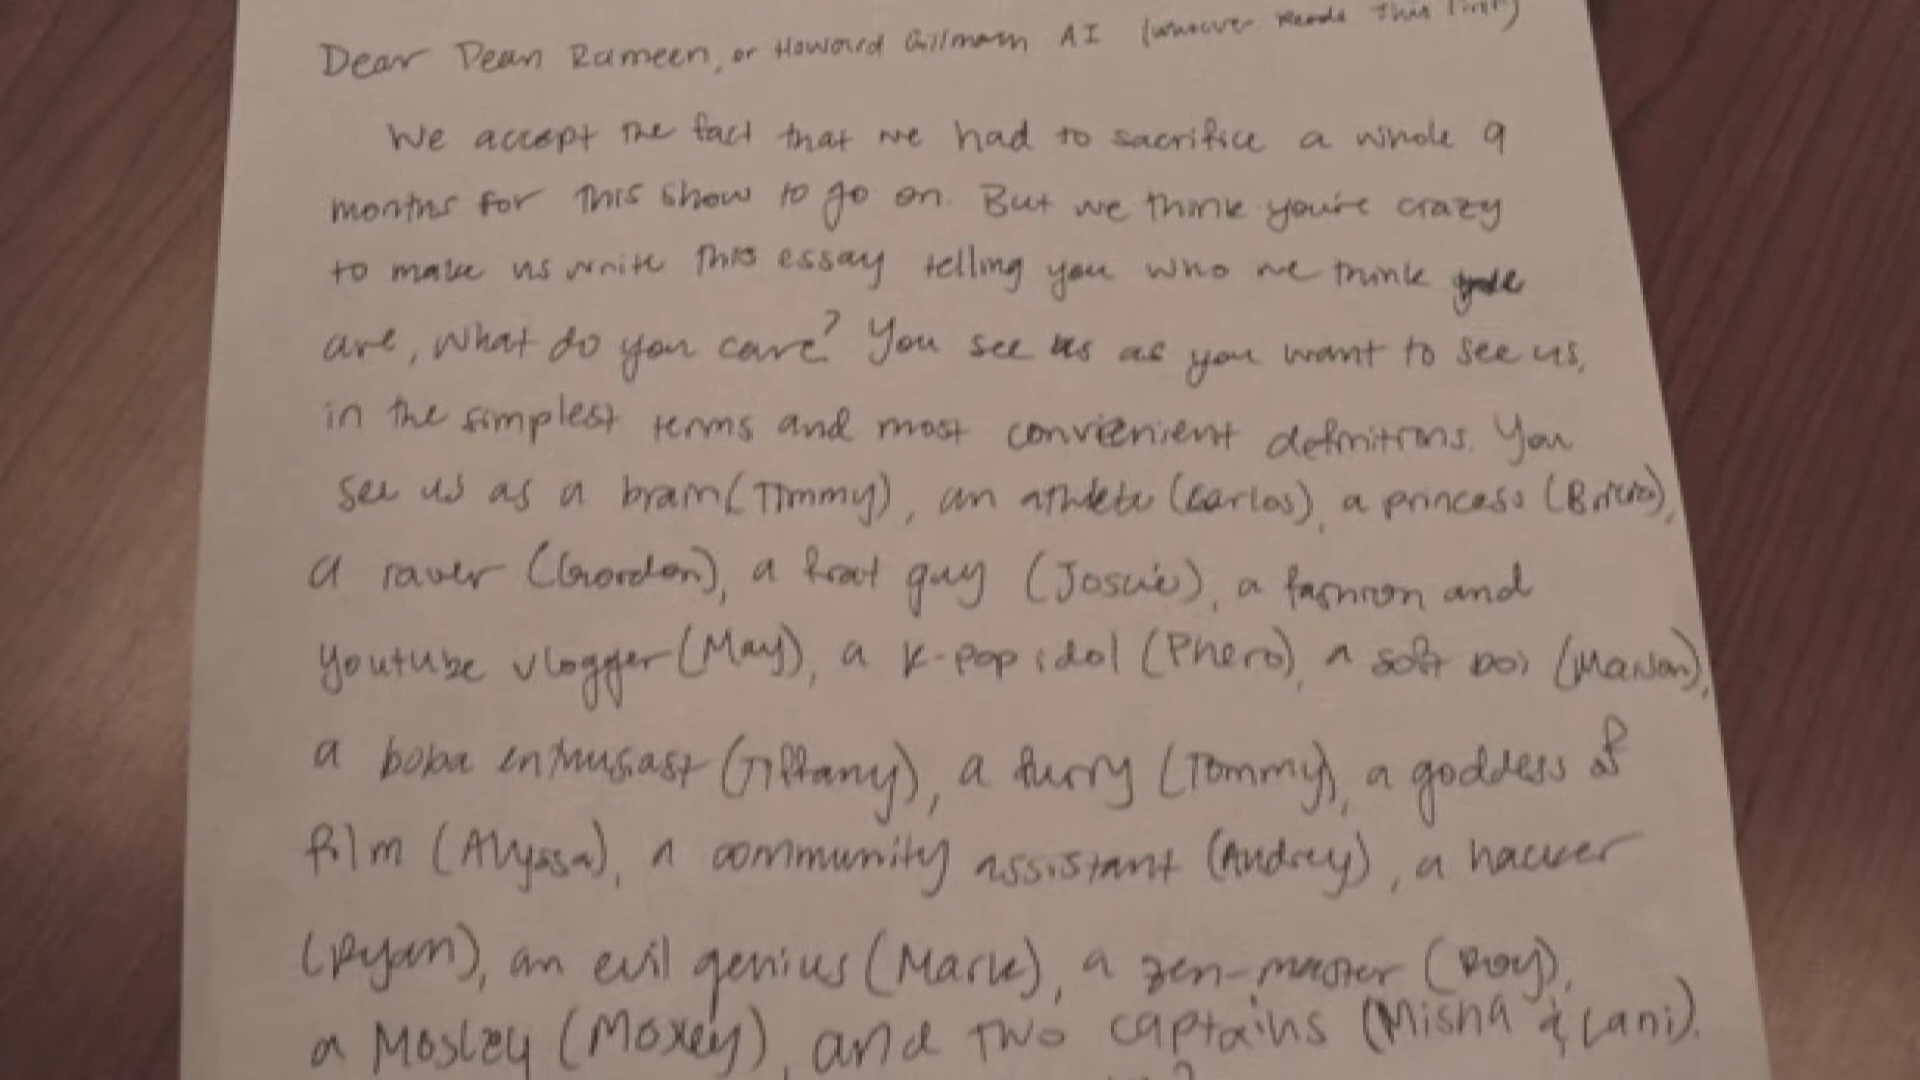 Dear Dean Rameen, or Howard Gillman AI (whoever reads this first)
We accept the fact that we had to sacrifice a whole 9
months for this show to go on. But we think you're crazy
to make us write this essay telling you who we think
are, what do you care? You see us as you want to see us,
in the simplest terms and most convienient definitions. You
see us as a brain (Timmy), an athlete (Carlos), a princess
a raver (Gordon), a frat guy (Josue), a fashion and
youtube vlogger (May), a k-pop idol (Phero), a soft boi
a boba enthusiast (Tiffany), a furry (Tommy), a goddess of
film (Alyssa), a community assistant (Audrey), a hacker
(Ryan), an evil genius (Mark), a zen-master (Roy),
a Mosley (Moxey), and two captains (Misha & Lani).